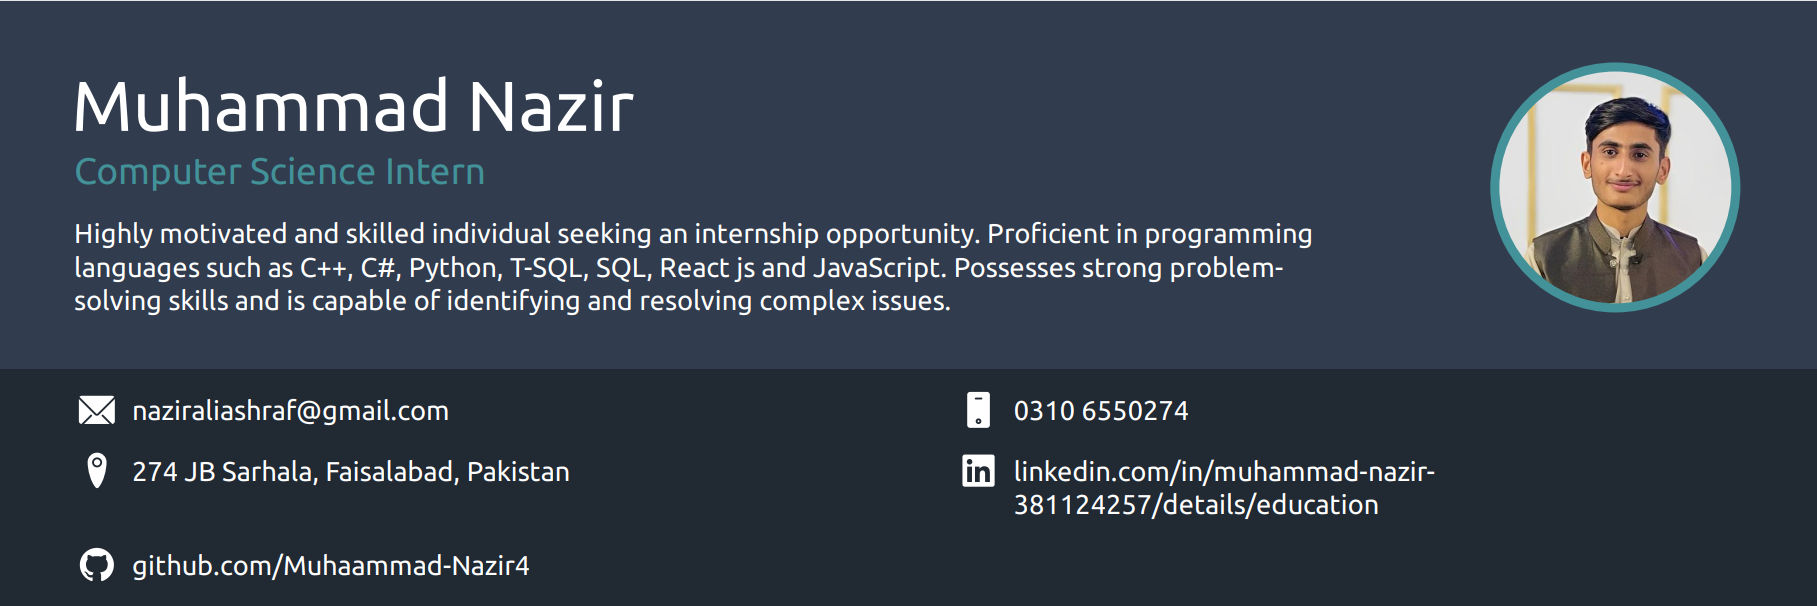 Muhammad Nazir
Computer Science Intern
Highly motivated and skilled individual seeking an internship opportunity. Proficient in programming
languages such as C++, C#, Python, T-SQL, SQL, React js and JavaScript. Possesses strong problem-
solving skills and is capable of identifying and resolving complex issues.
naziraliashraf@gmail.com
0310 6550274
274 JB Sarhala, Faisalabad, Pakistan
linkedin.com/in/muhammad-nazir-
381124257/details/education
github.com/Muhaammad-Nazir4